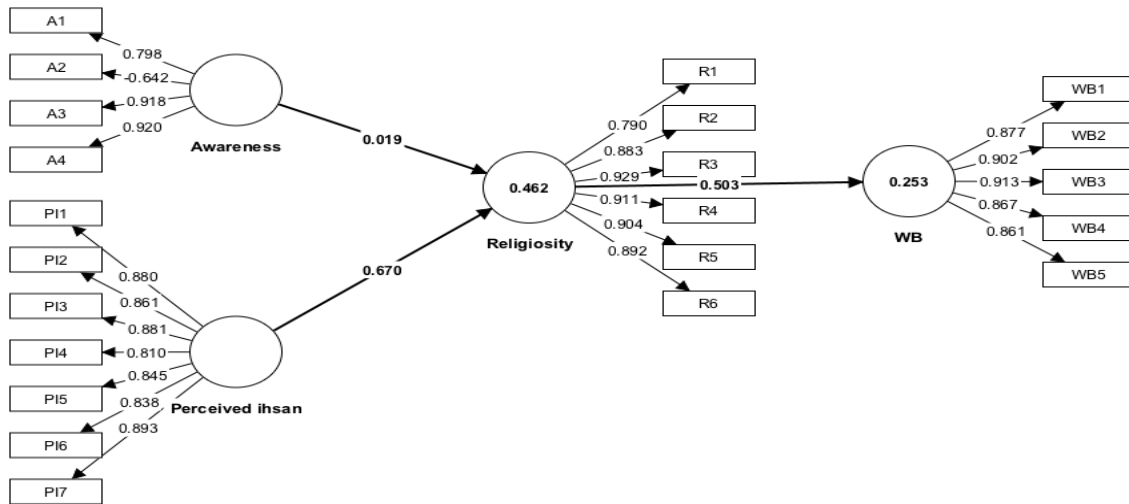 A1
A2
A3
A4
0.798
-0.642
0.918
0.920
Awareness
PI1
PI2
PI3
PI4
PI5
PI6
PI7
0.880
0.861
0.881
0.810
0.845
0.838
0.893
Perceived ihsan
0.019
0.670
0.462
Religiosity
0.790
0.883
0.929
0.911
0.904
0.892
R1
R2
R3
R4
R5
R6
0.503
0.253
WB
0.877
0.902
0.913
0.867
0.861
WB1
WB2
WB3
WB4
WB5